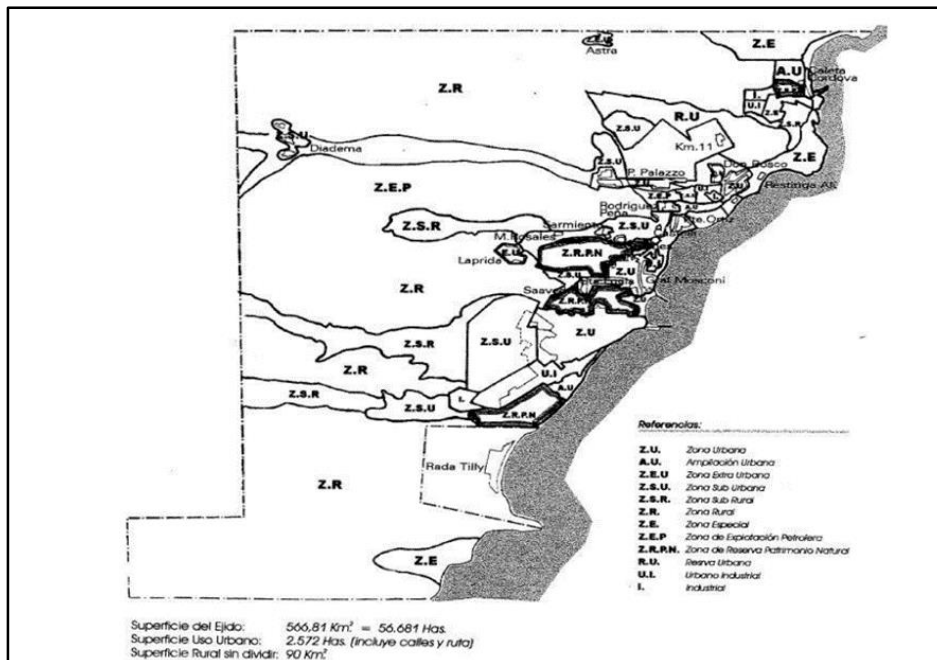 Z.E
Astra
A.U
Caleta
Cordova
Z.R
I.
U.I
Z.R
R.U
Z.S.R
Z.S.U
Z.S.U
Km.11
Z.E
Diadema
Z.S.U
P. Palazzo
Don Bosco
Z.U
Z.U
Restinga Ali
Z.E.P
Z.E.P
U.I
I.
A.U
Rodriguez
Peña
Pte.Ortiz
Z.S.R
Sarmiento
Z.S.U
M. Rosales
E.U
Z.R.P.N
Laprida
Z.U
Z.S.U
Gral Mosconi
Saavedra
Z.R
Z.R.P.
Z.U
Z.S.R
Z.S.U
Z.U
Z.R
U.I
A.U
Z.S.R
Z.S.U
I.
Z.R.P.N
Rada Tilly
Z.R
Z.E
Referencias:
Z.U. Zona Urbana
A.U. Ampliación Urbana
Z.E.U Zona Extra Urbana
Z.S.U. Zona Sub Urbana
Z.S.R. Zona Sub Rural
Z.R. Zona Rural
Z.E. Zona Especial
Z.E.P Zona de Explotación Petrolera
Z.R.P.N. Zona de Reserva Patrimonio Natural
R.U. Resrva Urbana
U.I. Urbano Industrial
I. Industrial
Superficie del Ejido: 566,81 Km² = 56.681 Has.
Superficie Uso Urbano: 2.572 Has. (incluye calles y ruta)
Superficie Rural sin dividir: 90 Km²